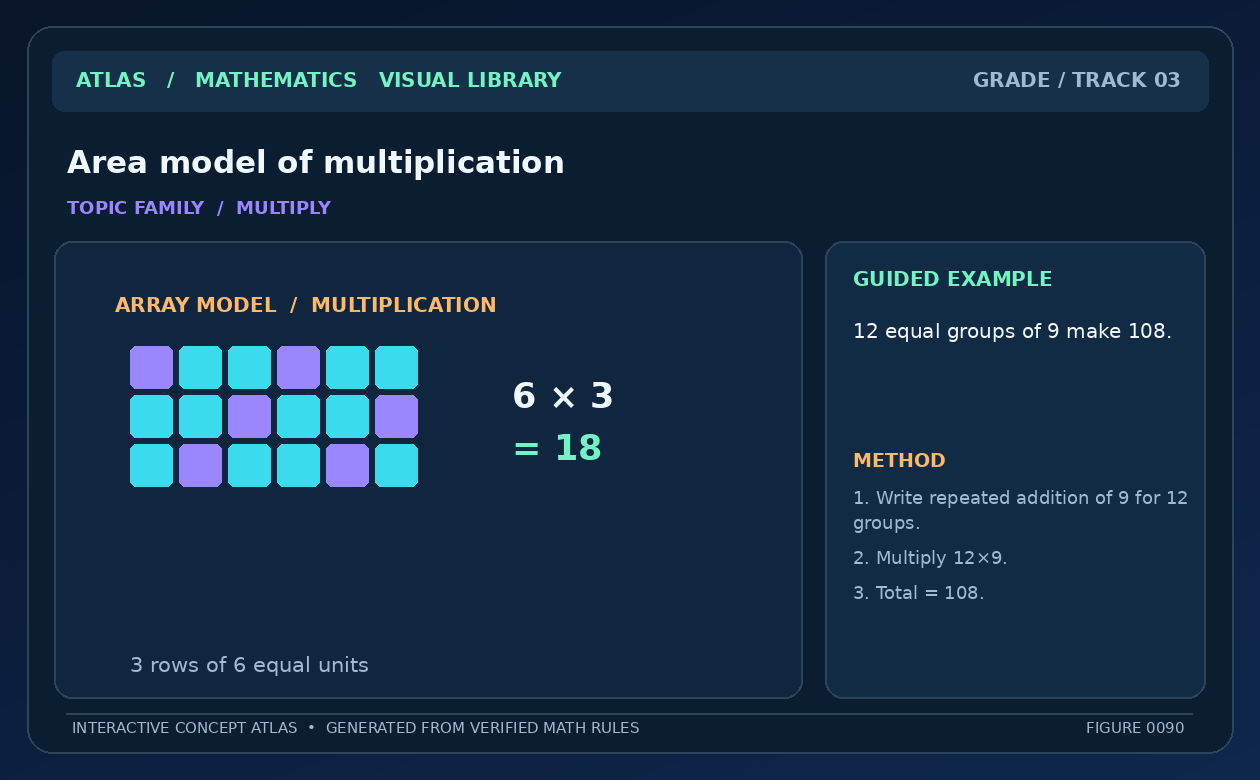 ATLAS / MATHEMATICS VISUAL LIBRARY
GRADE / TRACK 03
Area model of multiplication
TOPIC FAMILY / MULTIPLY
ARRAY MODEL / MULTIPLICATION
6 × 3
= 18
3 rows of 6 equal units
GUIDED EXAMPLE
12 equal groups of 9 make 108.
METHOD
1. Write repeated addition of 9 for 12
groups.
2. Multiply 12×9.
3. Total = 108.
INTERACTIVE CONCEPT ATLAS • GENERATED FROM VERIFIED MATH RULES
FIGURE 0090